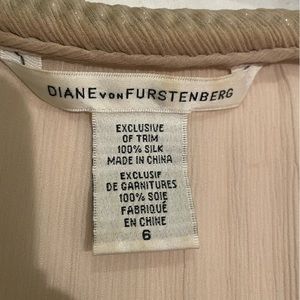 DIANE VON FURSTENBERG
EXCLUSIVE
OF TRIM
100% SILK
MADE IN CHINA
EXCLUSIF
DE GARNITURES
100% SOIE
FABRIQUÉ
EN CHINE
6